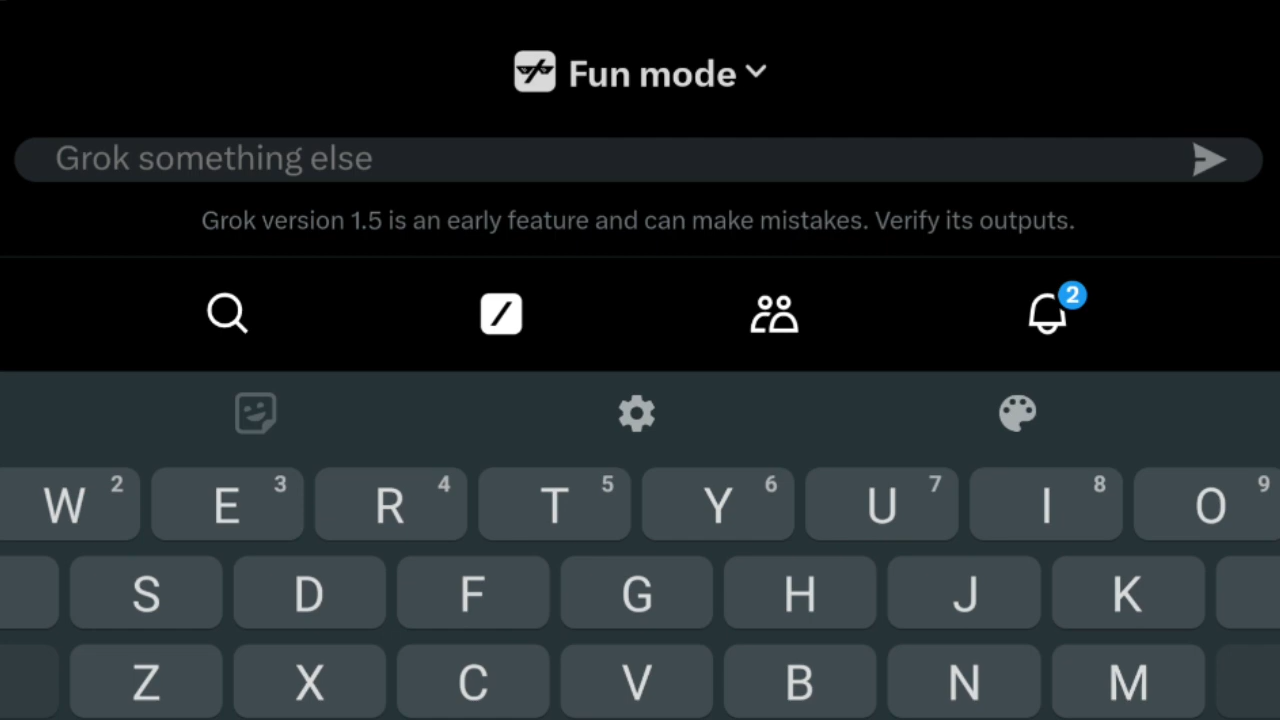 Fun mode
Grok something else
Grok version 1.5 is an early feature and can make mistakes. Verify its outputs.
2
W 2 E 3 R 4 T 5 Y 6 U 7 I 8 O 9
S D F G H J K
Z X C V B N M